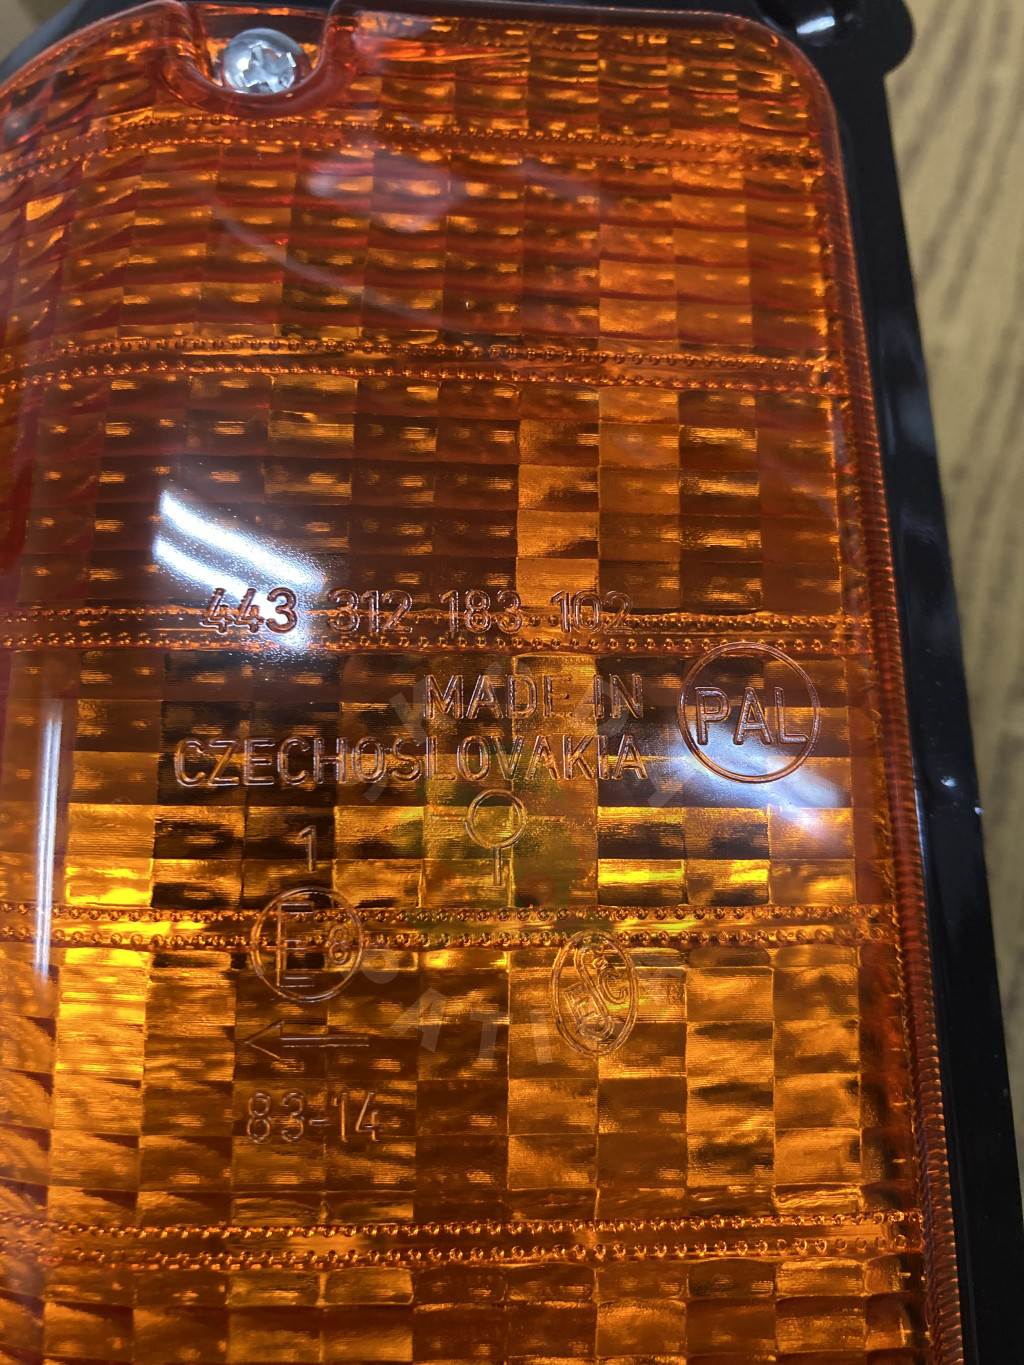 443 312 183 102
MADE IN
CZECHOSLOVAKIA
PAL
1
E8
83-14